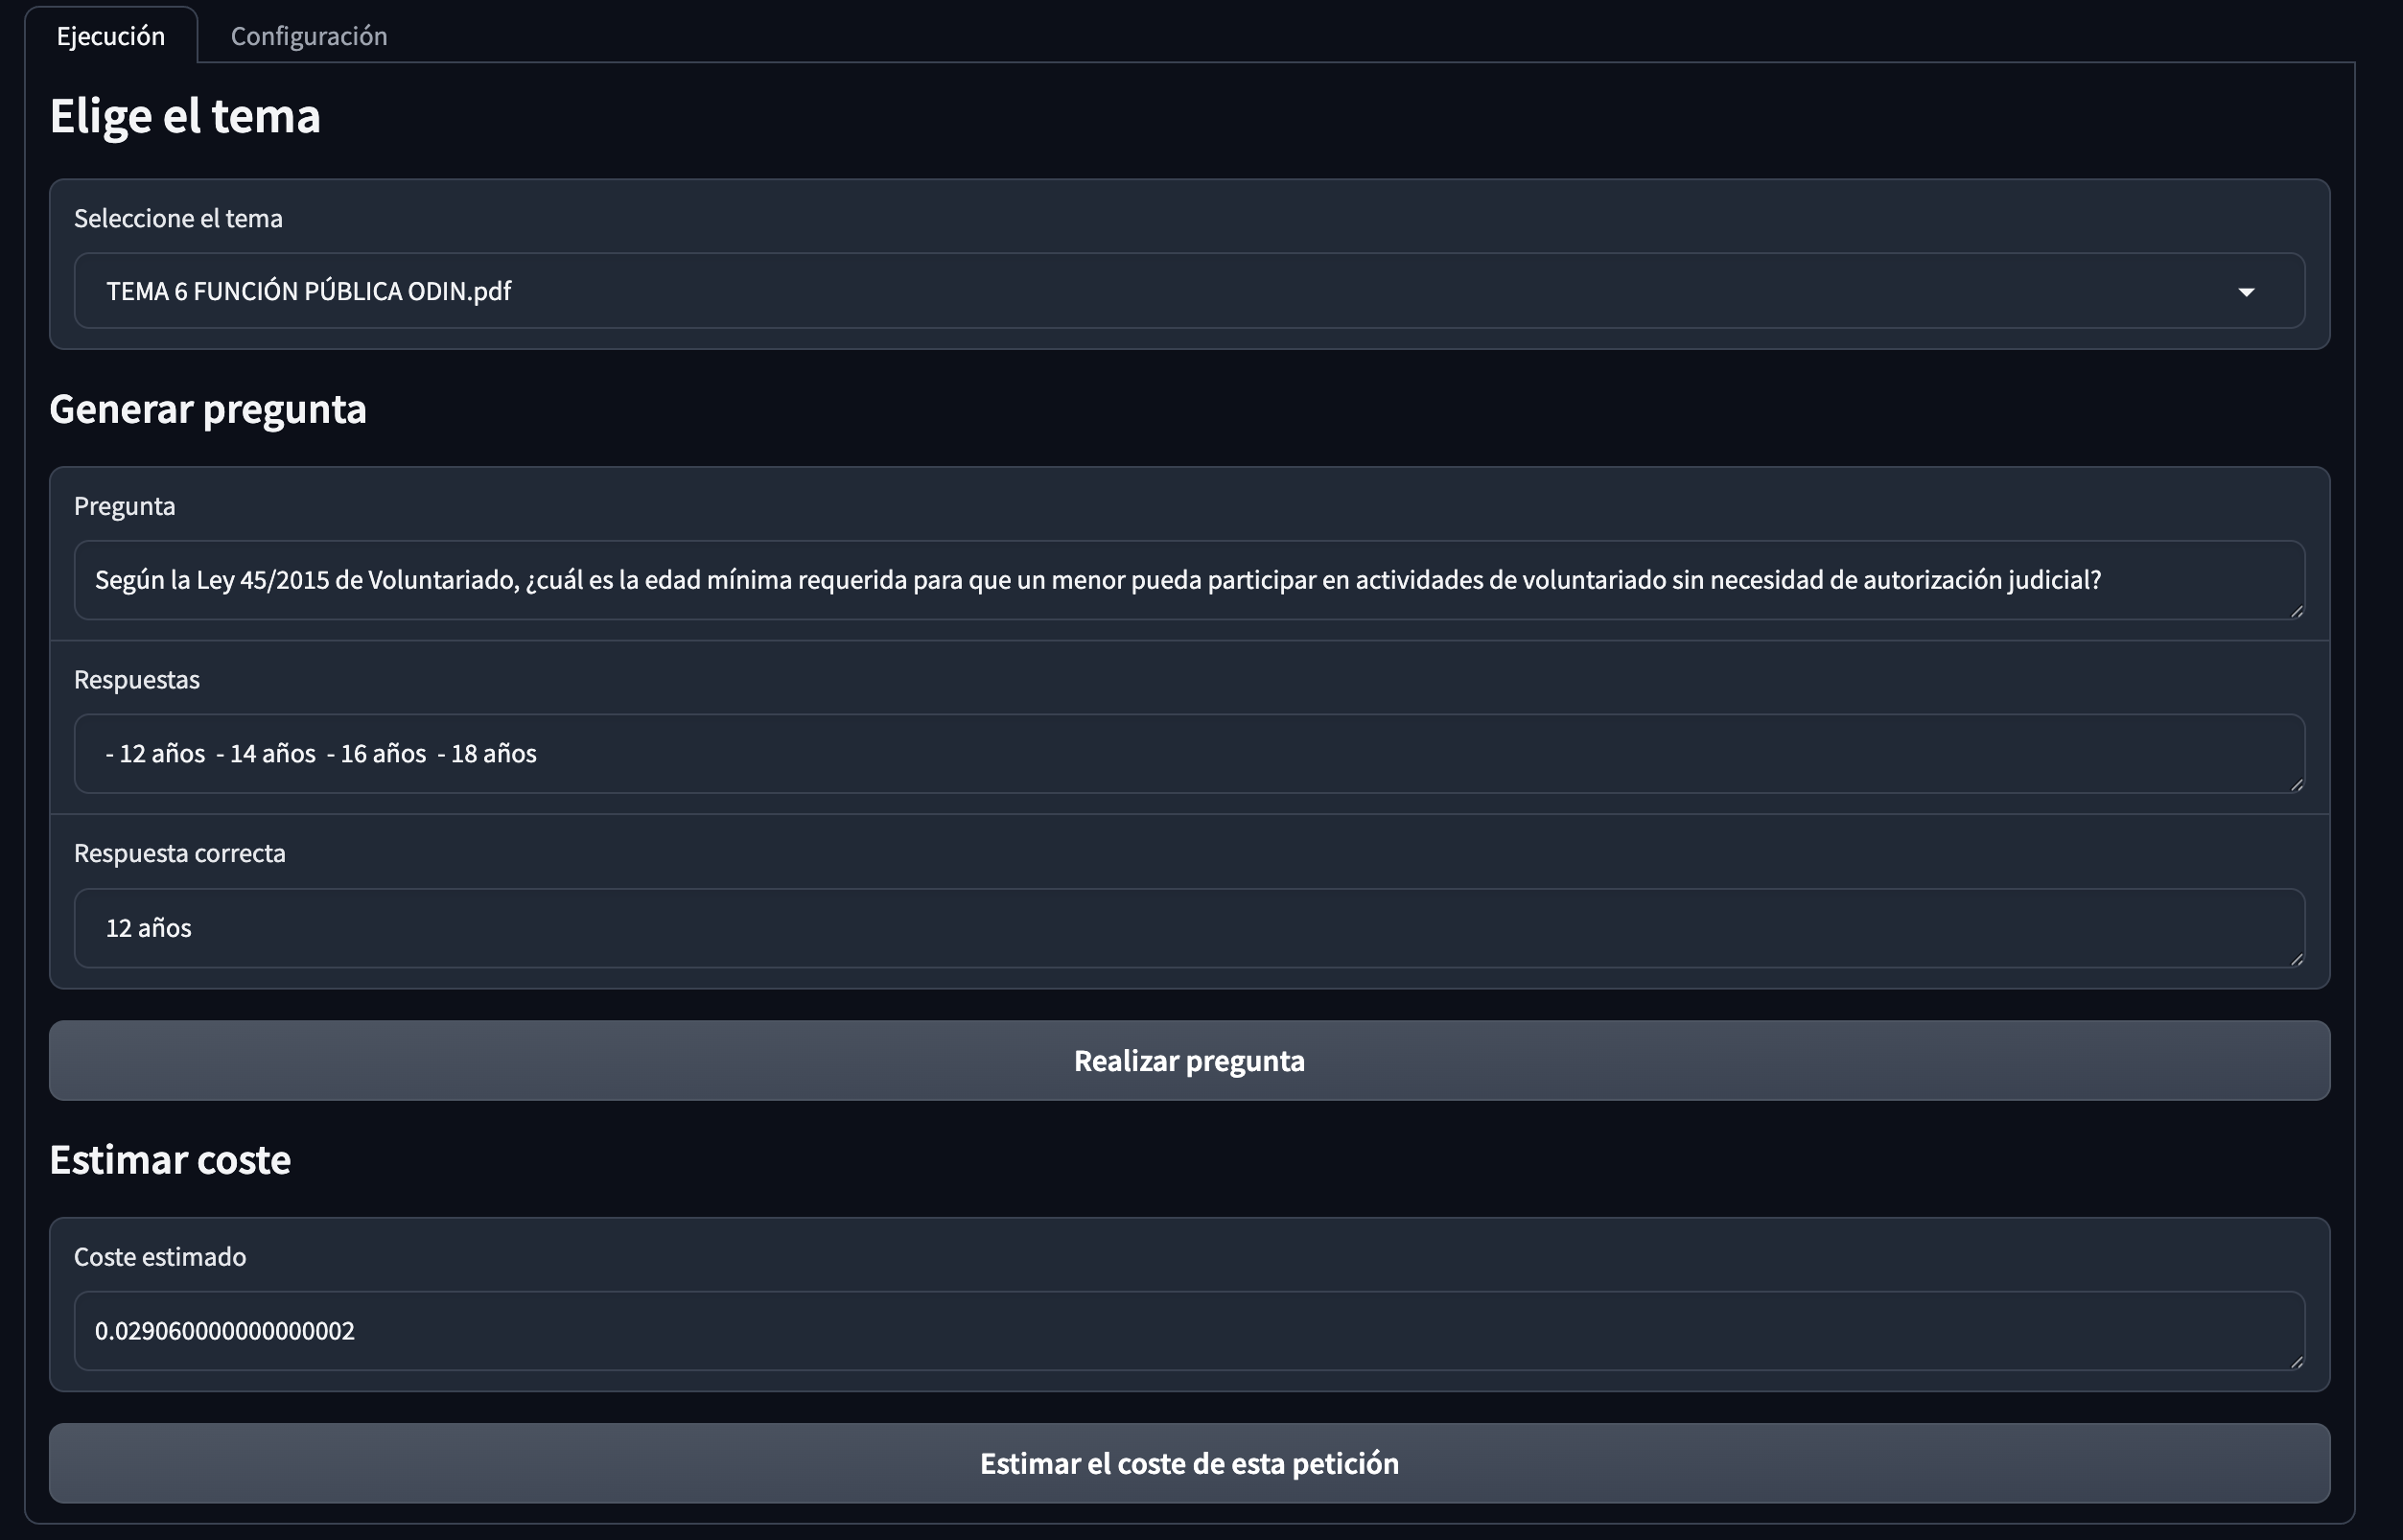 Ejecución
Configuración
Elige el tema
Seleccione el tema
TEMA 6 FUNCIÓN PÚBLICA ODIN.pdf
Generar pregunta
Pregunta
Según la Ley 45/2015 de Voluntariado, ¿cuál es la edad mínima requerida para que un menor pueda participar en actividades de voluntariado sin necesidad de autorización judicial?
Respuestas
- 12 años - 14 años - 16 años - 18 años
Respuesta correcta
12 años
Realizar pregunta
Estimar coste
Coste estimado
0.029060000000000002
Estimar el coste de esta petición